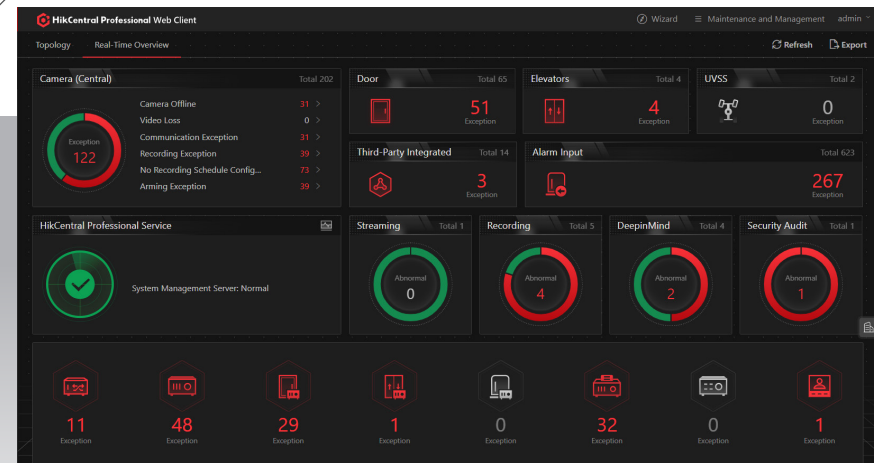 HikCentral Professional Web Client
Wizard
Maintenance and Management
admin
Topology
Real-Time Overview
Refresh
Export
Camera (Central)
Total 202
Exception
122
Camera Offline 31 >
Video Loss 0 >
Communication Exception 31 >
Recording Exception 39 >
No Recording Schedule Config... 73 >
Arming Exception 39 >
Door
Total 65
51
Exception
Elevators
Total 4
4
Exception
UVSS
Total 2
0
Exception
Third-Party Integrated
Total 14
3
Exception
Alarm Input
Total 623
267
Exception
HikCentral Professional Service
System Management Server: Normal
Streaming
Total 1
Abnormal
0
Recording
Total 5
Abnormal
4
DeepinMind
Total 4
Abnormal
2
Security Audit
Total 1
Abnormal
1
11
Exception
48
Exception
29
Exception
1
Exception
0
Exception
32
Exception
0
Exception
1
Exception